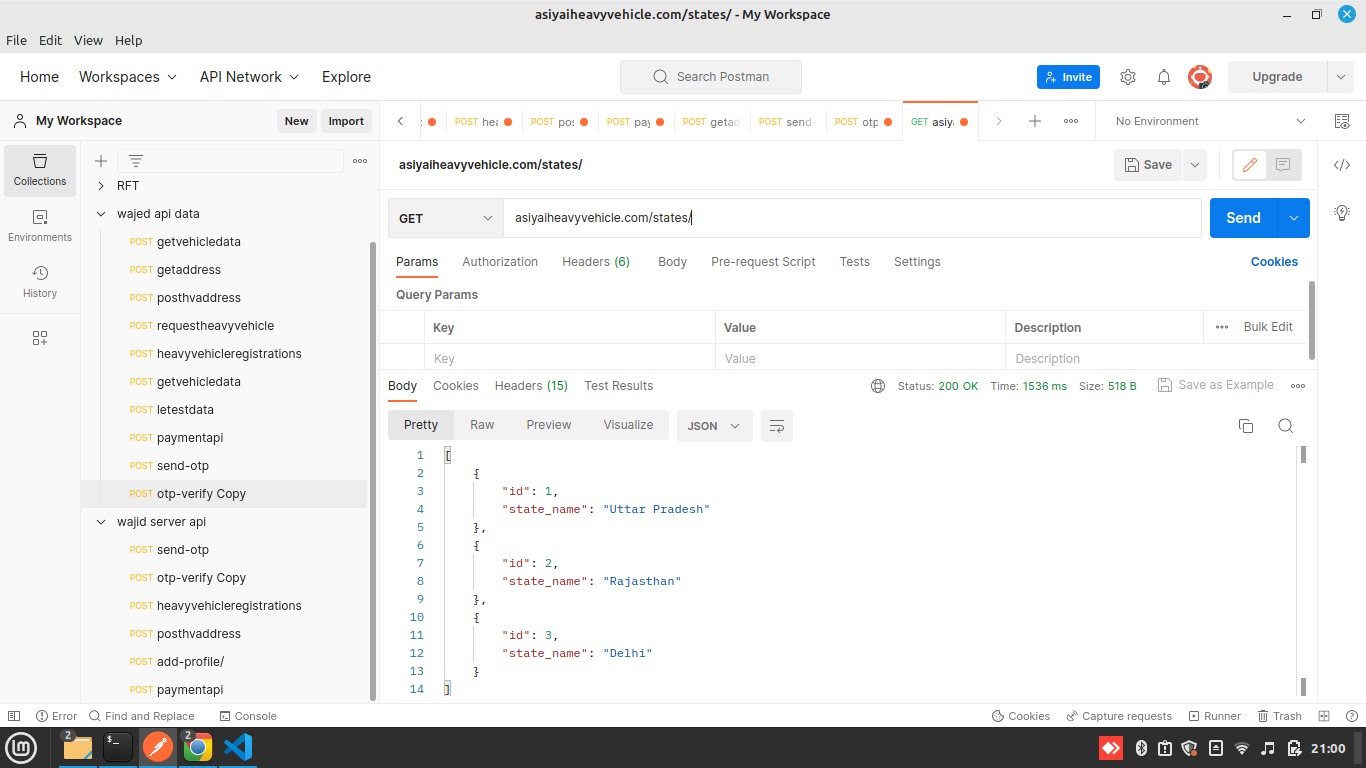 asiyaiheavyvehicle.com/states/ - My Workspace
File Edit View Help
Home Workspaces API Network Explore
Search Postman
Invite
Upgrade
My Workspace
New Import
POST hea POST pos POST pay POST getad POST send- POST otp GET asiya
No Environment
Collections
Environments
History
RFT
wajed api data
POST getvehicledata
POST getaddress
POST posthvaddress
POST requestheavyvehicle
POST heavyvehicleregistrations
POST getvehicledata
POST letestdata
POST paymentapi
POST send-otp
POST otp-verify Copy
wajid server api
POST send-otp
POST otp-verify Copy
POST heavyvehicleregistrations
POST posthvaddress
POST add-profile/
POST paymentapi
asiyaiheavyvehicle.com/states/
Save
GET asiyaiheavyvehicle.com/states/
Send
Params Authorization Headers (6) Body Pre-request Script Tests Settings Cookies
Query Params
Key Value Description Bulk Edit
Key Value Description
Body Cookies Headers (15) Test Results Status: 200 OK Time: 1536 ms Size: 518 B Save as Example
Pretty Raw Preview Visualize JSON
1 [
2 {
3 "id": 1,
4 "state_name": "Uttar Pradesh"
5 },
6 {
7 "id": 2,
8 "state_name": "Rajasthan"
9 },
10 {
11 "id": 3,
12 "state_name": "Delhi"
13 }
14 ]
Error Find and Replace Console Cookies Capture requests Runner Trash
2 2 21:00